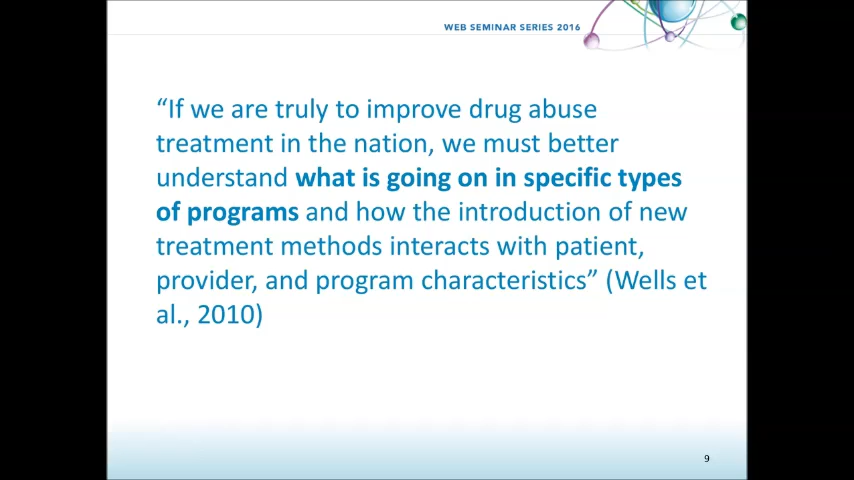 WEB SEMINAR SERIES 2016
“If we are truly to improve drug abuse
treatment in the nation, we must better
understand what is going on in specific types
of programs and how the introduction of new
treatment methods interacts with patient,
provider, and program characteristics” (Wells et
al., 2010)
9